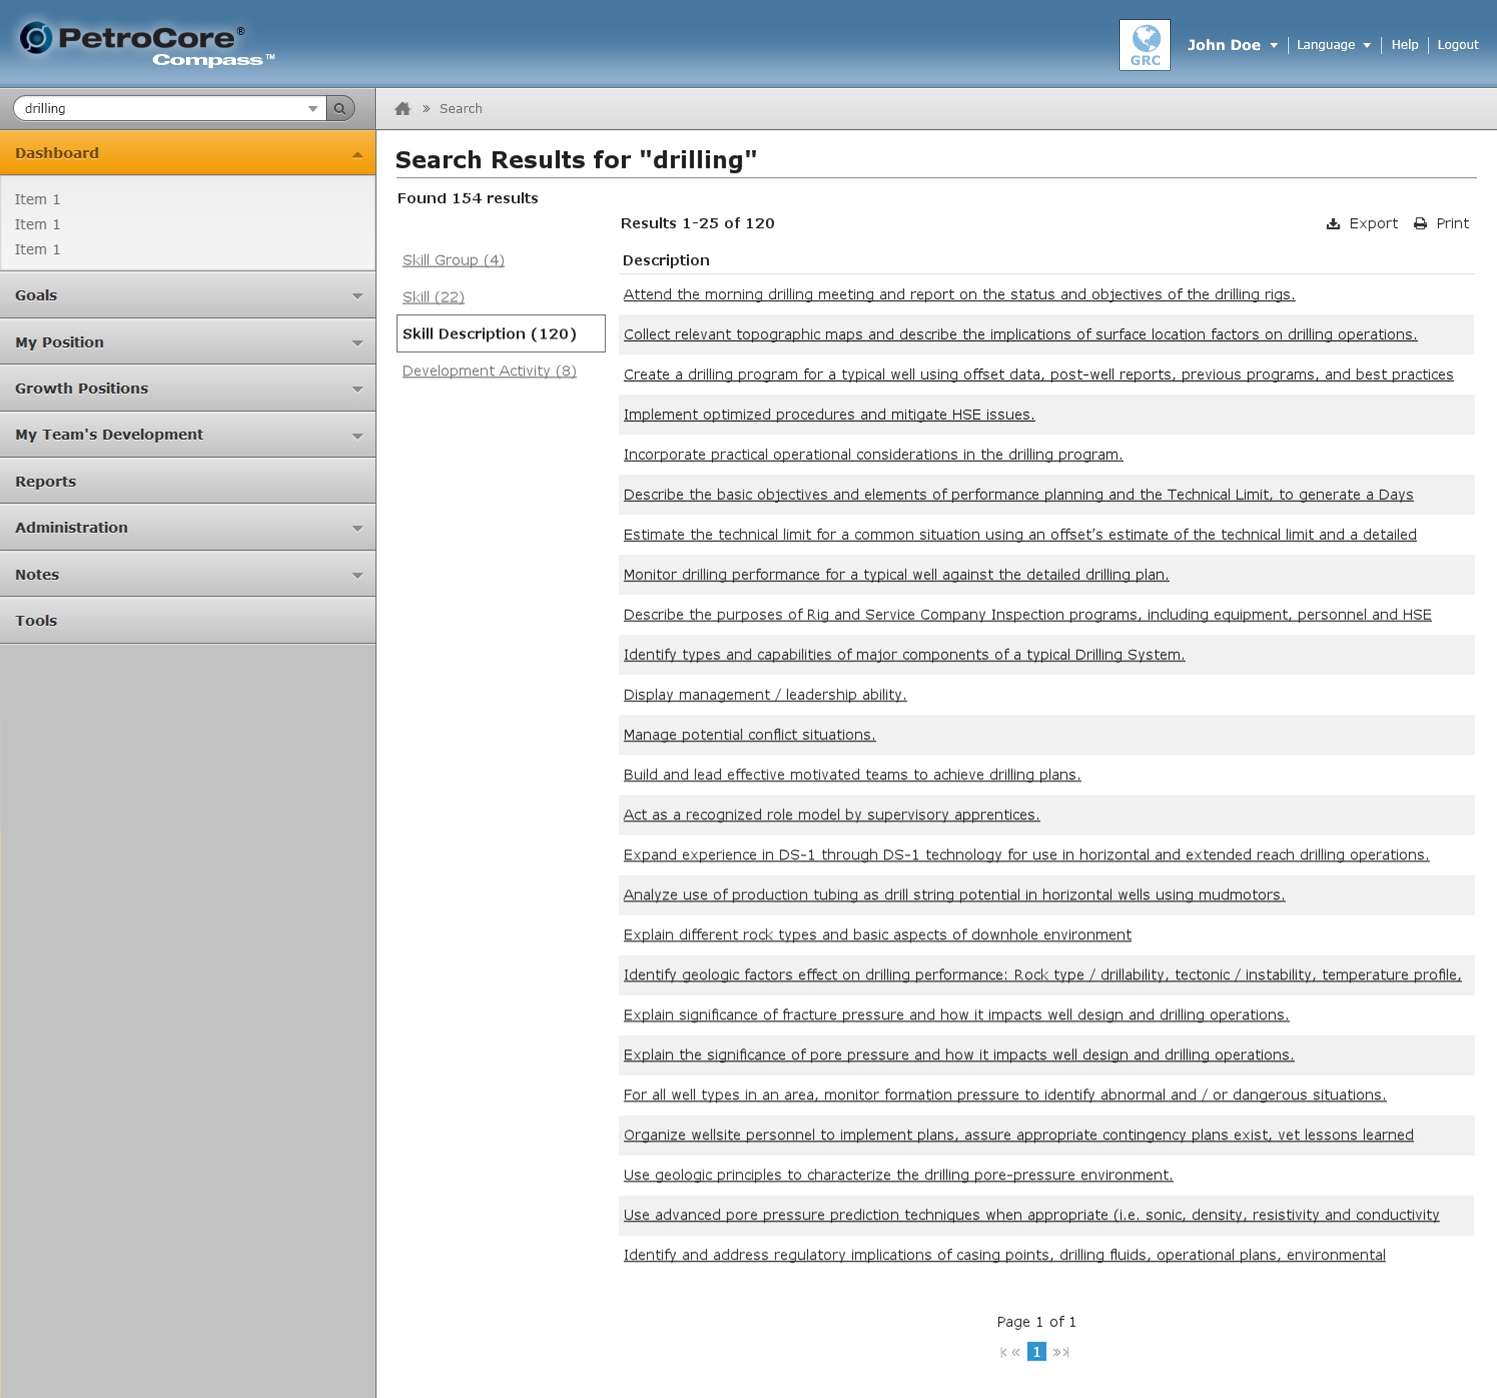 PetroCore®
Compass™
GRC
John Doe
Language
Help
Logout
drilling
» Search
Dashboard
Item 1
Item 1
Item 1
Goals
My Position
Growth Positions
My Team's Development
Reports
Administration
Notes
Tools
Search Results for "drilling"
Found 154 results
Results 1-25 of 120
Export
Print
Skill Group (4)
Skill (22)
Skill Description (120)
Development Activity (8)
Description
Attend the morning drilling meeting and report on the status and objectives of the drilling rigs.
Collect relevant topographic maps and describe the implications of surface location factors on drilling operations.
Create a drilling program for a typical well using offset data, post-well reports, previous programs, and best practices
Implement optimized procedures and mitigate HSE issues.
Incorporate practical operational considerations in the drilling program.
Describe the basic objectives and elements of performance planning and the Technical Limit, to generate a Days
Estimate the technical limit for a common situation using an offset’s estimate of the technical limit and a detailed
Monitor drilling performance for a typical well against the detailed drilling plan.
Describe the purposes of Rig and Service Company Inspection programs, including equipment, personnel and HSE
Identify types and capabilities of major components of a typical Drilling System.
Display management / leadership ability.
Manage potential conflict situations.
Build and lead effective motivated teams to achieve drilling plans.
Act as a recognized role model by supervisory apprentices.
Expand experience in DS-1 through DS-1 technology for use in horizontal and extended reach drilling operations.
Analyze use of production tubing as drill string potential in horizontal wells using mudmotors.
Explain different rock types and basic aspects of downhole environment
Identify geologic factors effect on drilling performance: Rock type / drillability, tectonic / instability, temperature profile,
Explain significance of fracture pressure and how it impacts well design and drilling operations.
Explain the significance of pore pressure and how it impacts well design and drilling operations.
For all well types in an area, monitor formation pressure to identify abnormal and / or dangerous situations.
Organize wellsite personnel to implement plans, assure appropriate contingency plans exist, vet lessons learned
Use geologic principles to characterize the drilling pore-pressure environment.
Use advanced pore pressure prediction techniques when appropriate (i.e. sonic, density, resistivity and conductivity
Identify and address regulatory implications of casing points, drilling fluids, operational plans, environmental
Page 1 of 1
« 1 »